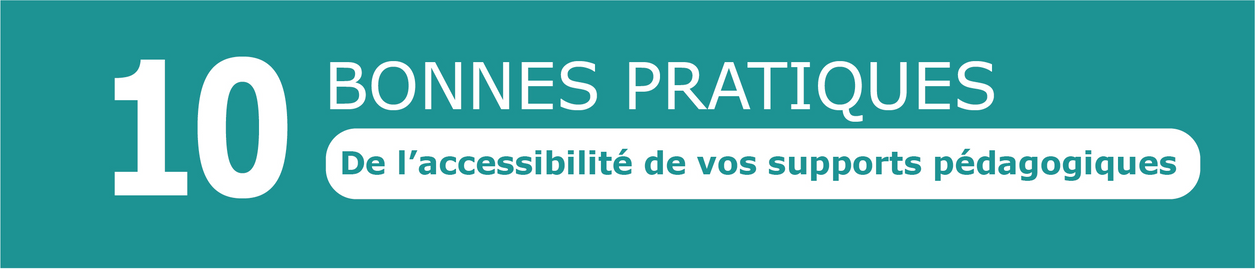 10
BONNES PRATIQUES
De l’accessibilité de vos supports pédagogiques